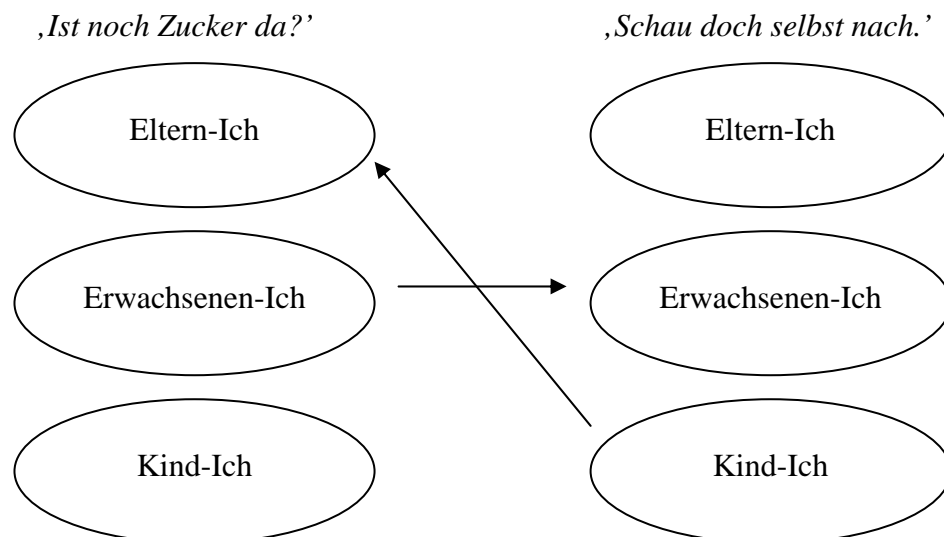 ‚Ist noch Zucker da?’
‚Schau doch selbst nach.’
Eltern-Ich
Eltern-Ich
Erwachsenen-Ich
Erwachsenen-Ich
Kind-Ich
Kind-Ich